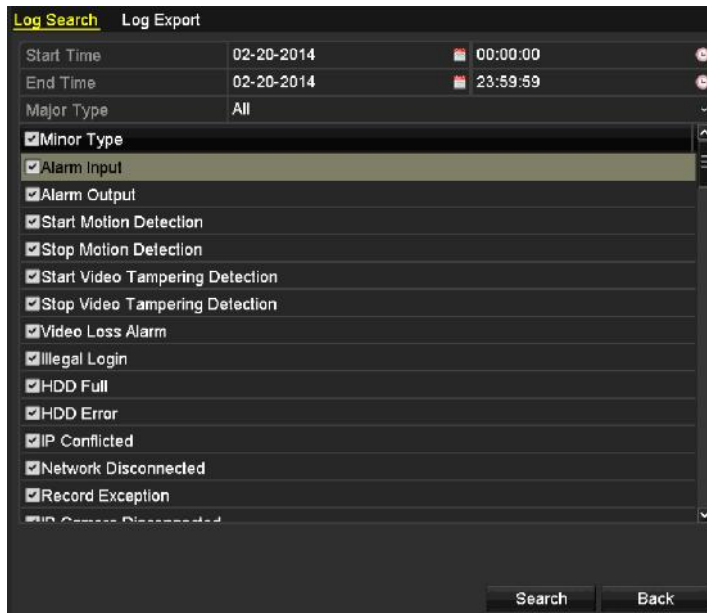 Log Search Log Export
Start Time 02-20-2014 00:00:00
End Time 02-20-2014 23:59:59
Major Type All
Minor Type
Alarm Input
Alarm Output
Start Motion Detection
Stop Motion Detection
Start Video Tampering Detection
Stop Video Tampering Detection
Video Loss Alarm
Illegal Login
HDD Full
HDD Error
IP Conflicted
Network Disconnected
Record Exception
IP Camera Disconnected
Search Back